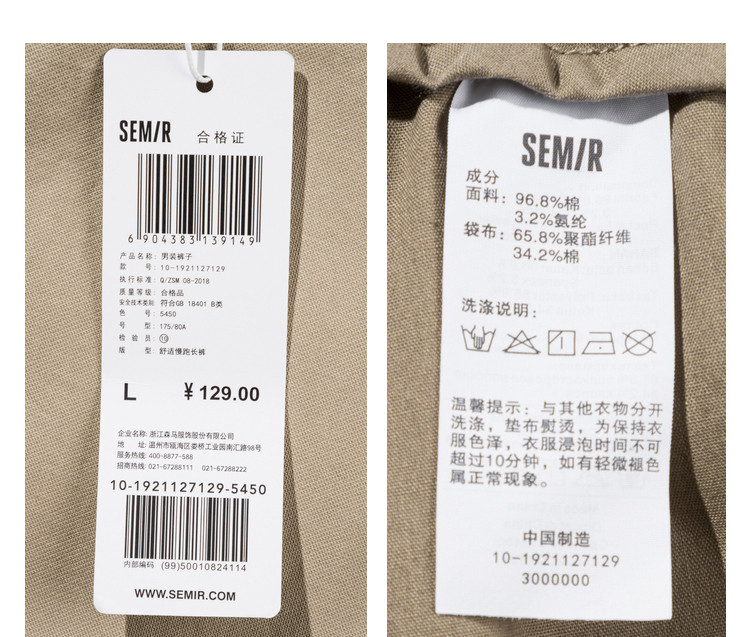 SEMIR 合格证
6 904383 139149
产品名称: 男装裤子
款 号: 10-1921127129
执行标准: Q/ZSM 08-2018
质量等级: 合格品
安全技术类别: 符合GB 18401 B类
色 号: 5450
号 型: 175/80A
检 验 员: ⑩
版 型: 舒适慢跑长裤
L ¥129.00
企业名称: 浙江森马服饰股份有限公司
地 址: 温州市瓯海区娄桥工业园南汇路98号
服务热线: 400-8877-588
招商热线: 021-67288111 021-67288222
10-1921127129-5450
内部编码 (99)50010824114
WWW.SEMIR.COM
SEMIR
成分
面料: 96.8%棉
3.2%氨纶
袋布: 65.8%聚酯纤维
34.2%棉
洗涤说明:
温馨提示: 与其他衣物分开
洗涤, 垫布熨烫, 为保持衣
服色泽, 衣服浸泡时间不可
超过10分钟, 如有轻微褪色
属正常现象。
中国制造
10-1921127129
3000000